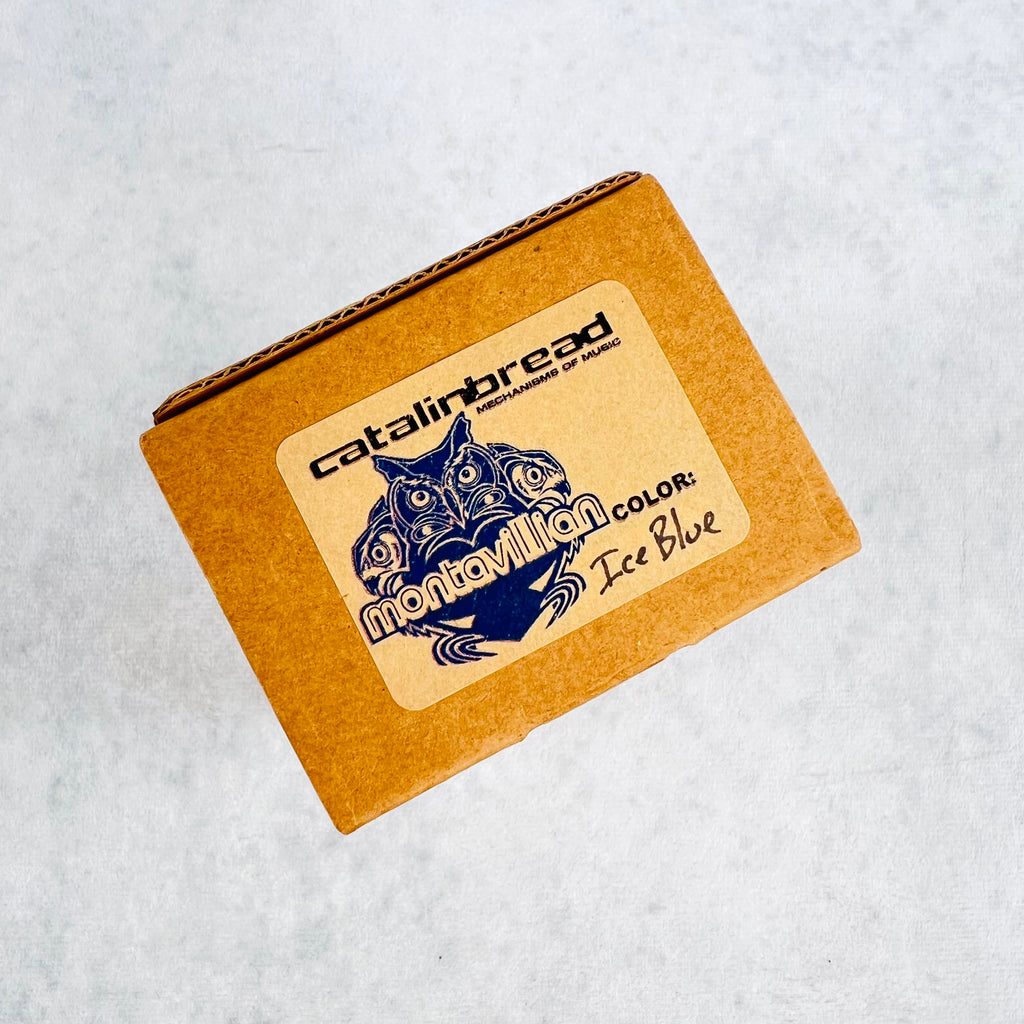 catalinbread
MECHANISMS OF MUSIC
montavillian
COLOR:
Ice Blue